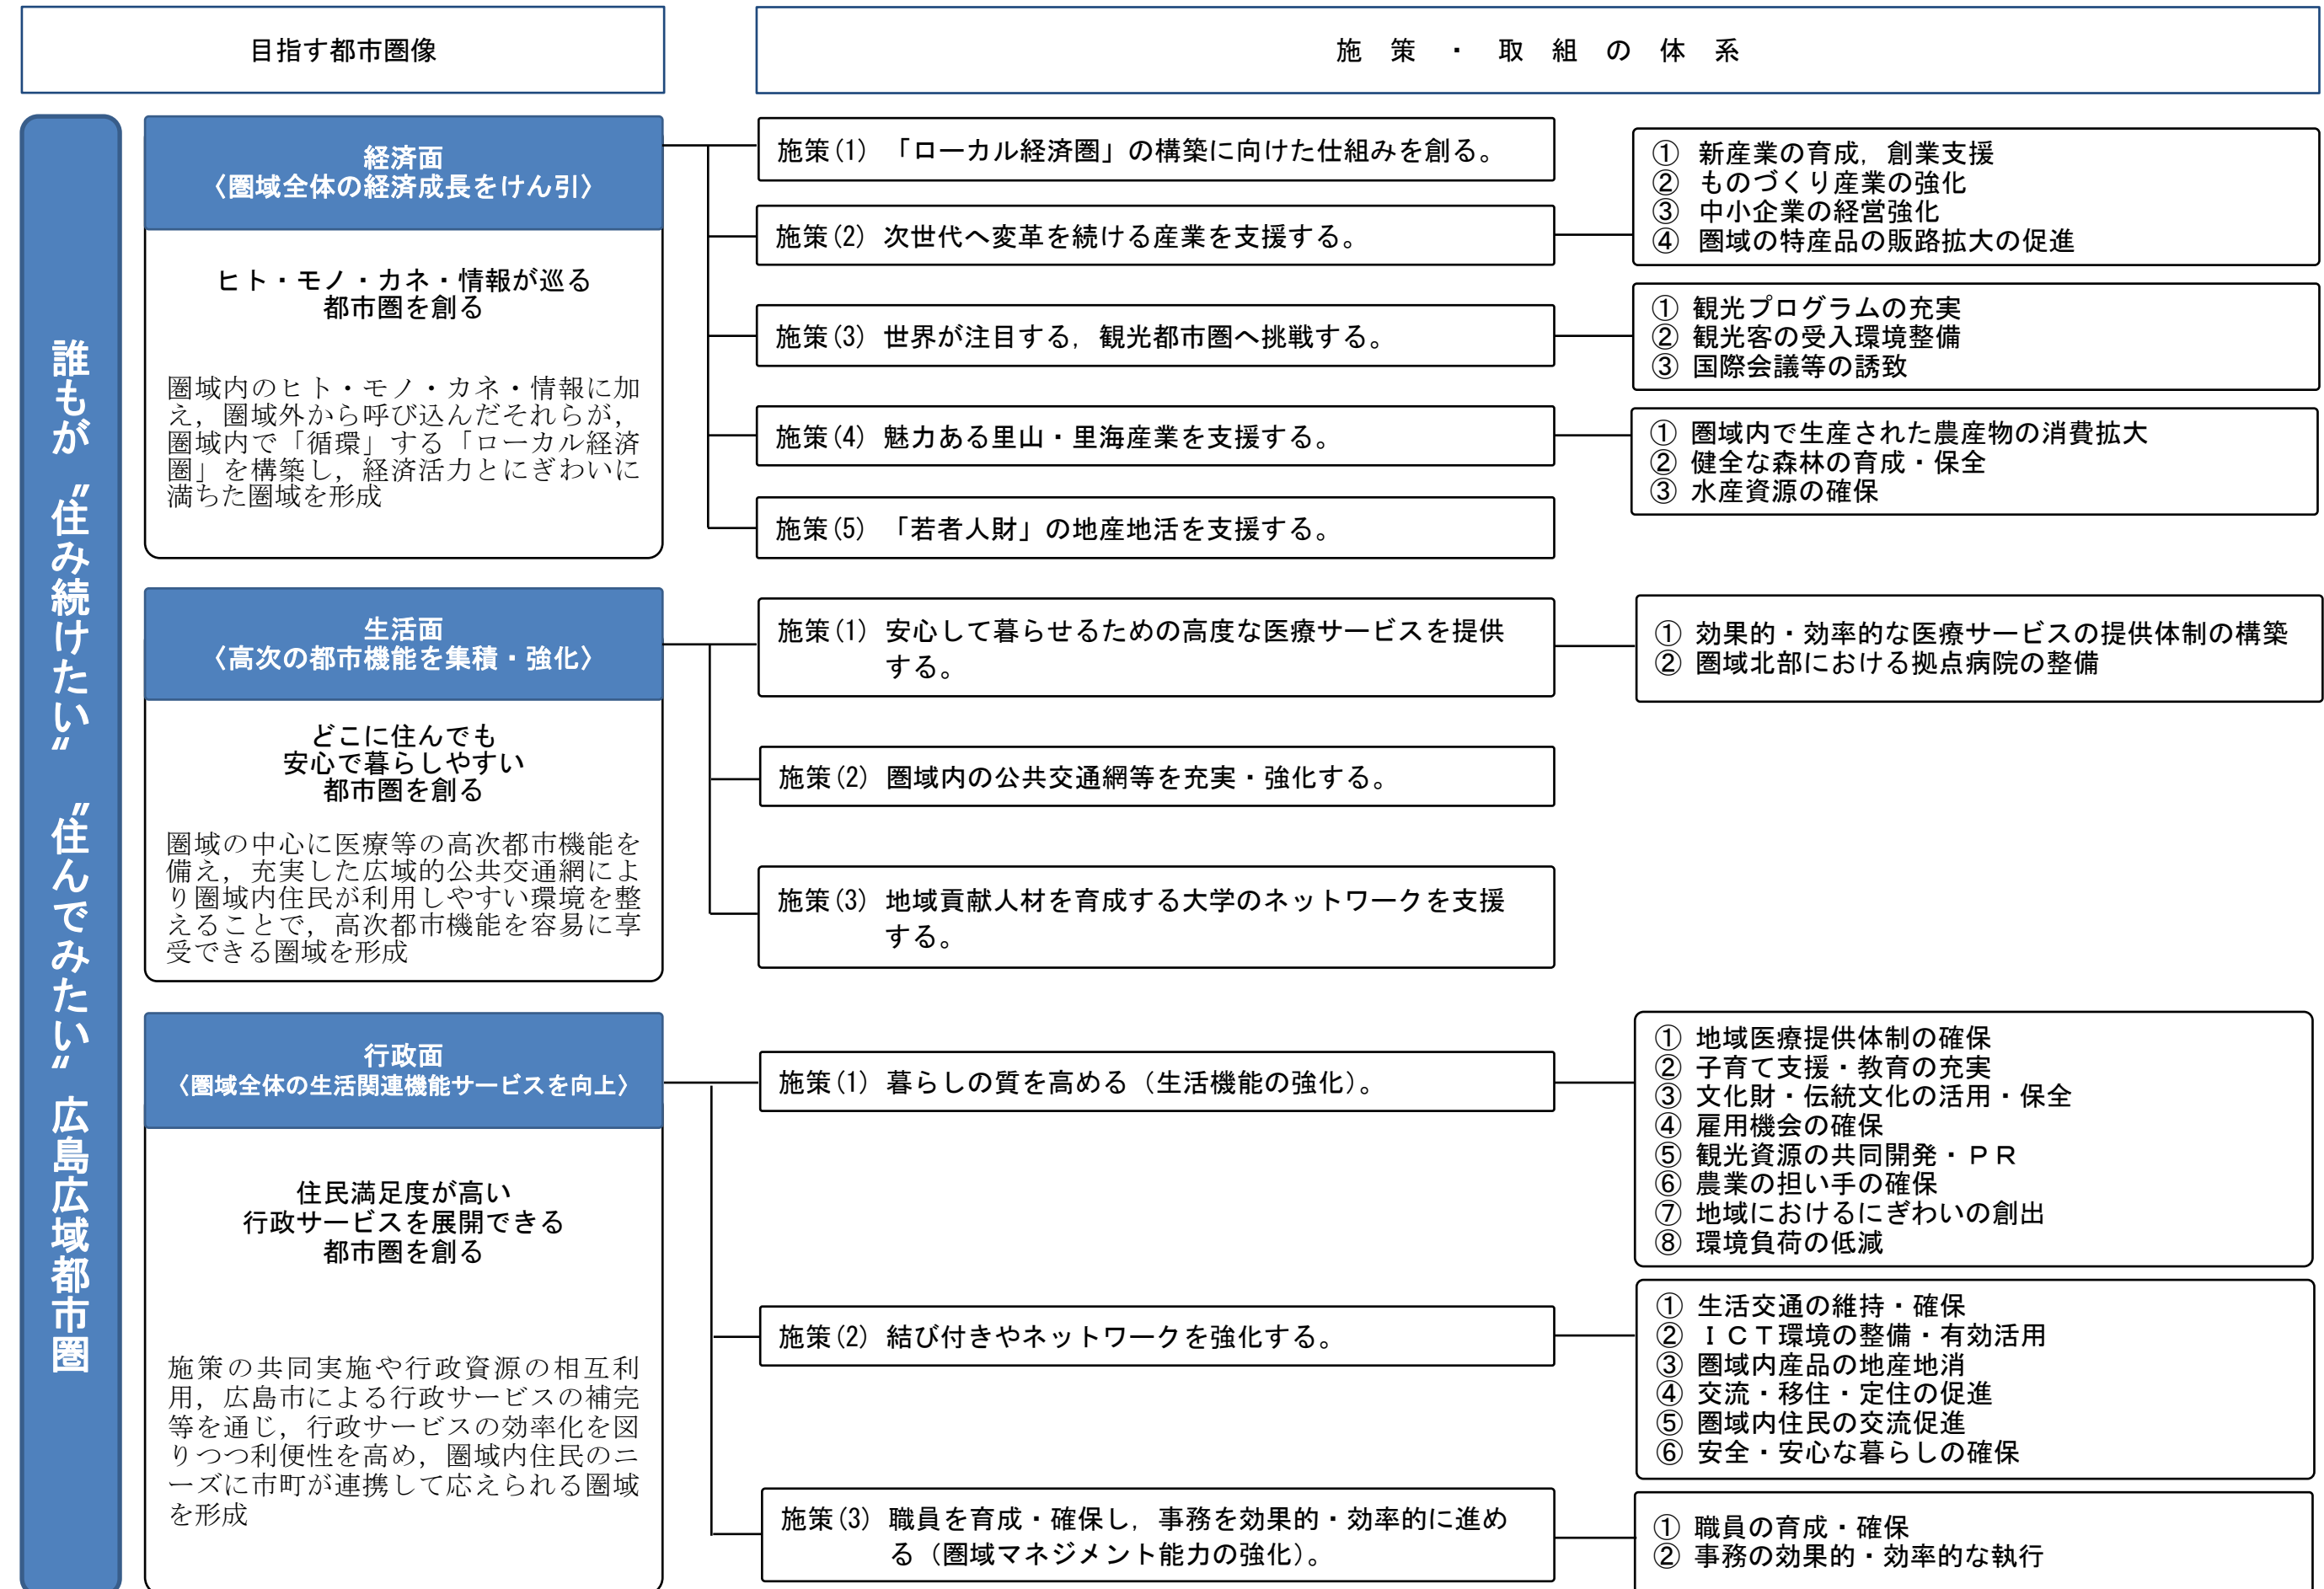 目指す都市圏像
施 策 ・ 取 組 の 体 系
誰もが〝住み続けたい〟 〝住んでみたい〟広島広域都市圏
経済面
〈圏域全体の経済成長をけん引〉
ヒト・モノ・カネ・情報が巡る
都市圏を創る
圏域内のヒト・モノ・カネ・情報に加
え，圏域外から呼び込んだそれらが，
圏域内で「循環」する「ローカル経済
圏」を構築し，経済活力とにぎわいに
満ちた圏域を形成
施策(1) 「ローカル経済圏」の構築に向けた仕組みを創る。
施策(2) 次世代へ変革を続ける産業を支援する。
① 新産業の育成，創業支援
② ものづくり産業の強化
③ 中小企業の経営強化
④ 圏域の特産品の販路拡大の促進
施策(3) 世界が注目する，観光都市圏へ挑戦する。
① 観光プログラムの充実
② 観光客の受入環境整備
③ 国際会議等の誘致
施策(4) 魅力ある里山・里海産業を支援する。
① 圏域内で生産された農産物の消費拡大
② 健全な森林の育成・保全
③ 水産資源の確保
施策(5) 「若者人財」の地産地活を支援する。
生活面
〈高次の都市機能を集積・強化〉
どこに住んでも
安心で暮らしやすい
都市圏を創る
圏域の中心に医療等の高次都市機能を
備え，充実した広域的公共交通網によ
り圏域内住民が利用しやすい環境を整
えることで，高次都市機能を容易に享
受できる圏域を形成
施策(1) 安心して暮らせるための高度な医療サービスを提供
する。
① 効果的・効率的な医療サービスの提供体制の構築
② 圏域北部における拠点病院の整備
施策(2) 圏域内の公共交通網等を充実・強化する。
施策(3) 地域貢献人材を育成する大学のネットワークを支援
する。
行政面
〈圏域全体の生活関連機能サービスを向上〉
住民満足度が高い
行政サービスを展開できる
都市圏を創る
施策の共同実施や行政資源の相互利
用，広島市による行政サービスの補完
等を通じ，行政サービスの効率化を図
りつつ利便性を高め，圏域内住民のニ
ーズに市町が連携して応えられる圏域
を形成
施策(1) 暮らしの質を高める（生活機能の強化）。
① 地域医療提供体制の確保
② 子育て支援・教育の充実
③ 文化財・伝統文化の活用・保全
④ 雇用機会の確保
⑤ 観光資源の共同開発・ＰＲ
⑥ 農業の担い手の確保
⑦ 地域におけるにぎわいの創出
⑧ 環境負荷の低減
施策(2) 結び付きやネットワークを強化する。
① 生活交通の維持・確保
② ＩＣＴ環境の整備・有効活用
③ 圏域内産品の地産地消
④ 交流・移住・定住の促進
⑤ 圏域内住民の交流促進
⑥ 安全・安心な暮らしの確保
施策(3) 職員を育成・確保し，事務を効果的・効率的に進め
る（圏域マネジメント能力の強化）。
① 職員の育成・確保
② 事務の効果的・効率的な執行